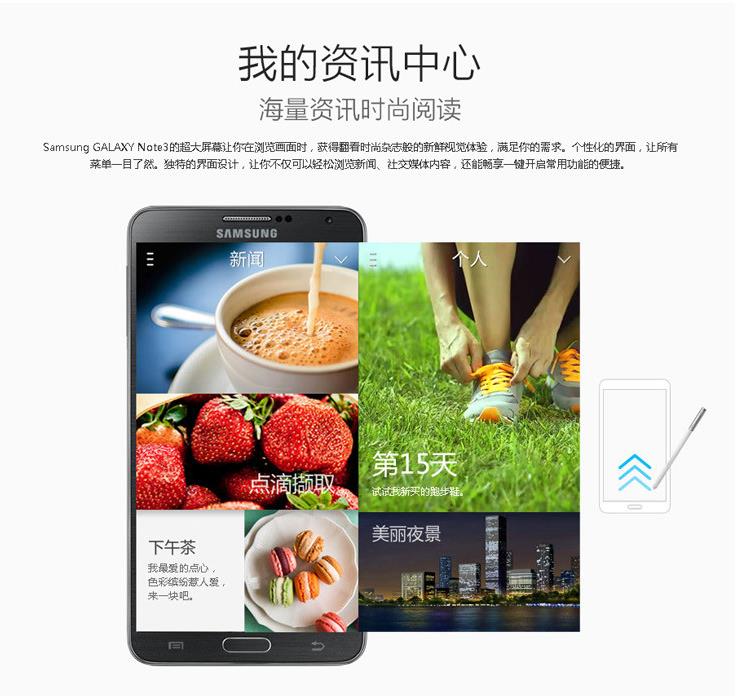 我的资讯中心
海量资讯时尚阅读
Samsung GALAXY Note3的超大屏幕让你在浏览画面时，获得翻看时尚杂志般的新鲜视觉体验，满足你的需求。个性化的界面，让所有
菜单一目了然。独特的界面设计，让你不仅可以轻松浏览新闻、社交媒体内容，还能畅享一键开启常用功能的便捷。
SAMSUNG
新闻
个人
点滴撷取
第15天
试试我新买的跑步鞋。
下午茶
我最爱的点心，
色彩缤纷惹人爱，
来一块吧。
美丽夜景